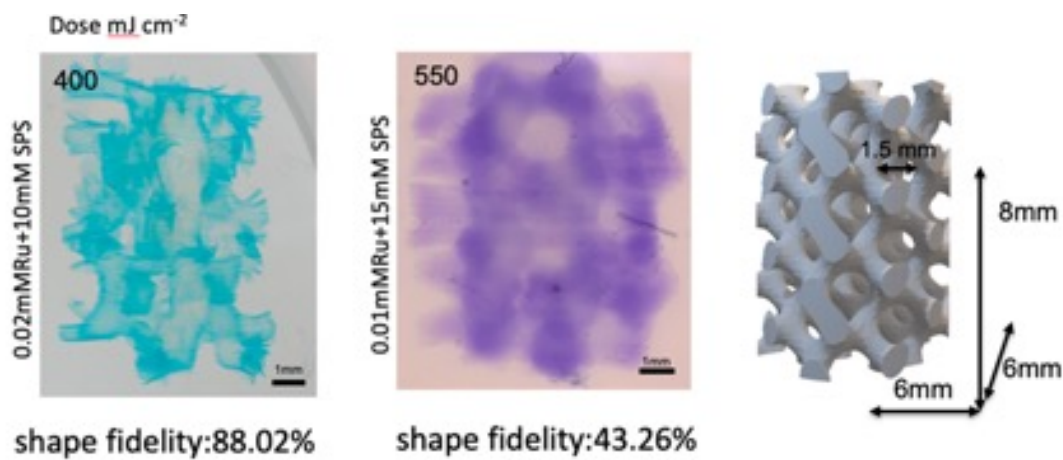 Dose mJ cm⁻²
400
0.02mMRu+10mM SPS
1mm
shape fidelity:88.02%
550
0.01mMRu+15mM SPS
1mm
shape fidelity:43.26%
1.5 mm
8mm
6mm
6mm